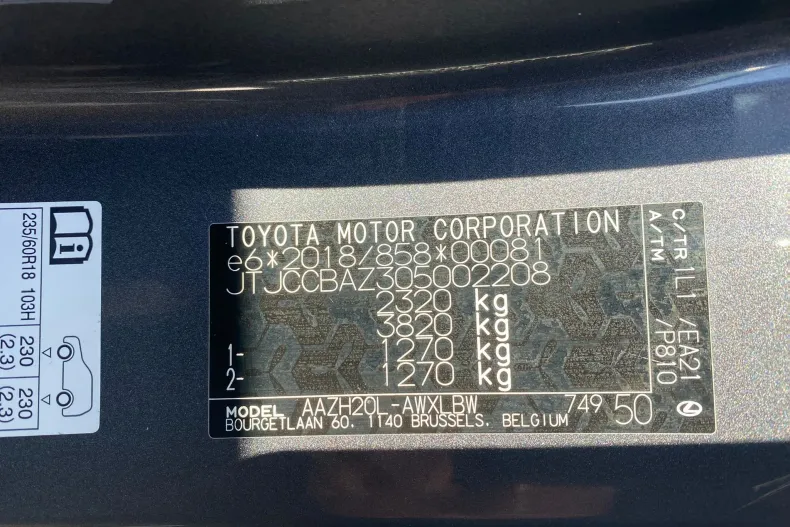 TOYOTA MOTOR CORPORATION
e6*2018/858*00081
JTJCCBAZ305002208
2320 kg
3820 kg
1- 1270 kg
2- 1270 kg
MODEL AAZH20L-AWXLBW 749 50
BOURGETLAAN 60, 1140 BRUSSELS, BELGIUM
C/TR 1L1 /EA21
A/TM /P810
235/60R18 103H
230 (2.3)
230 (2.3)